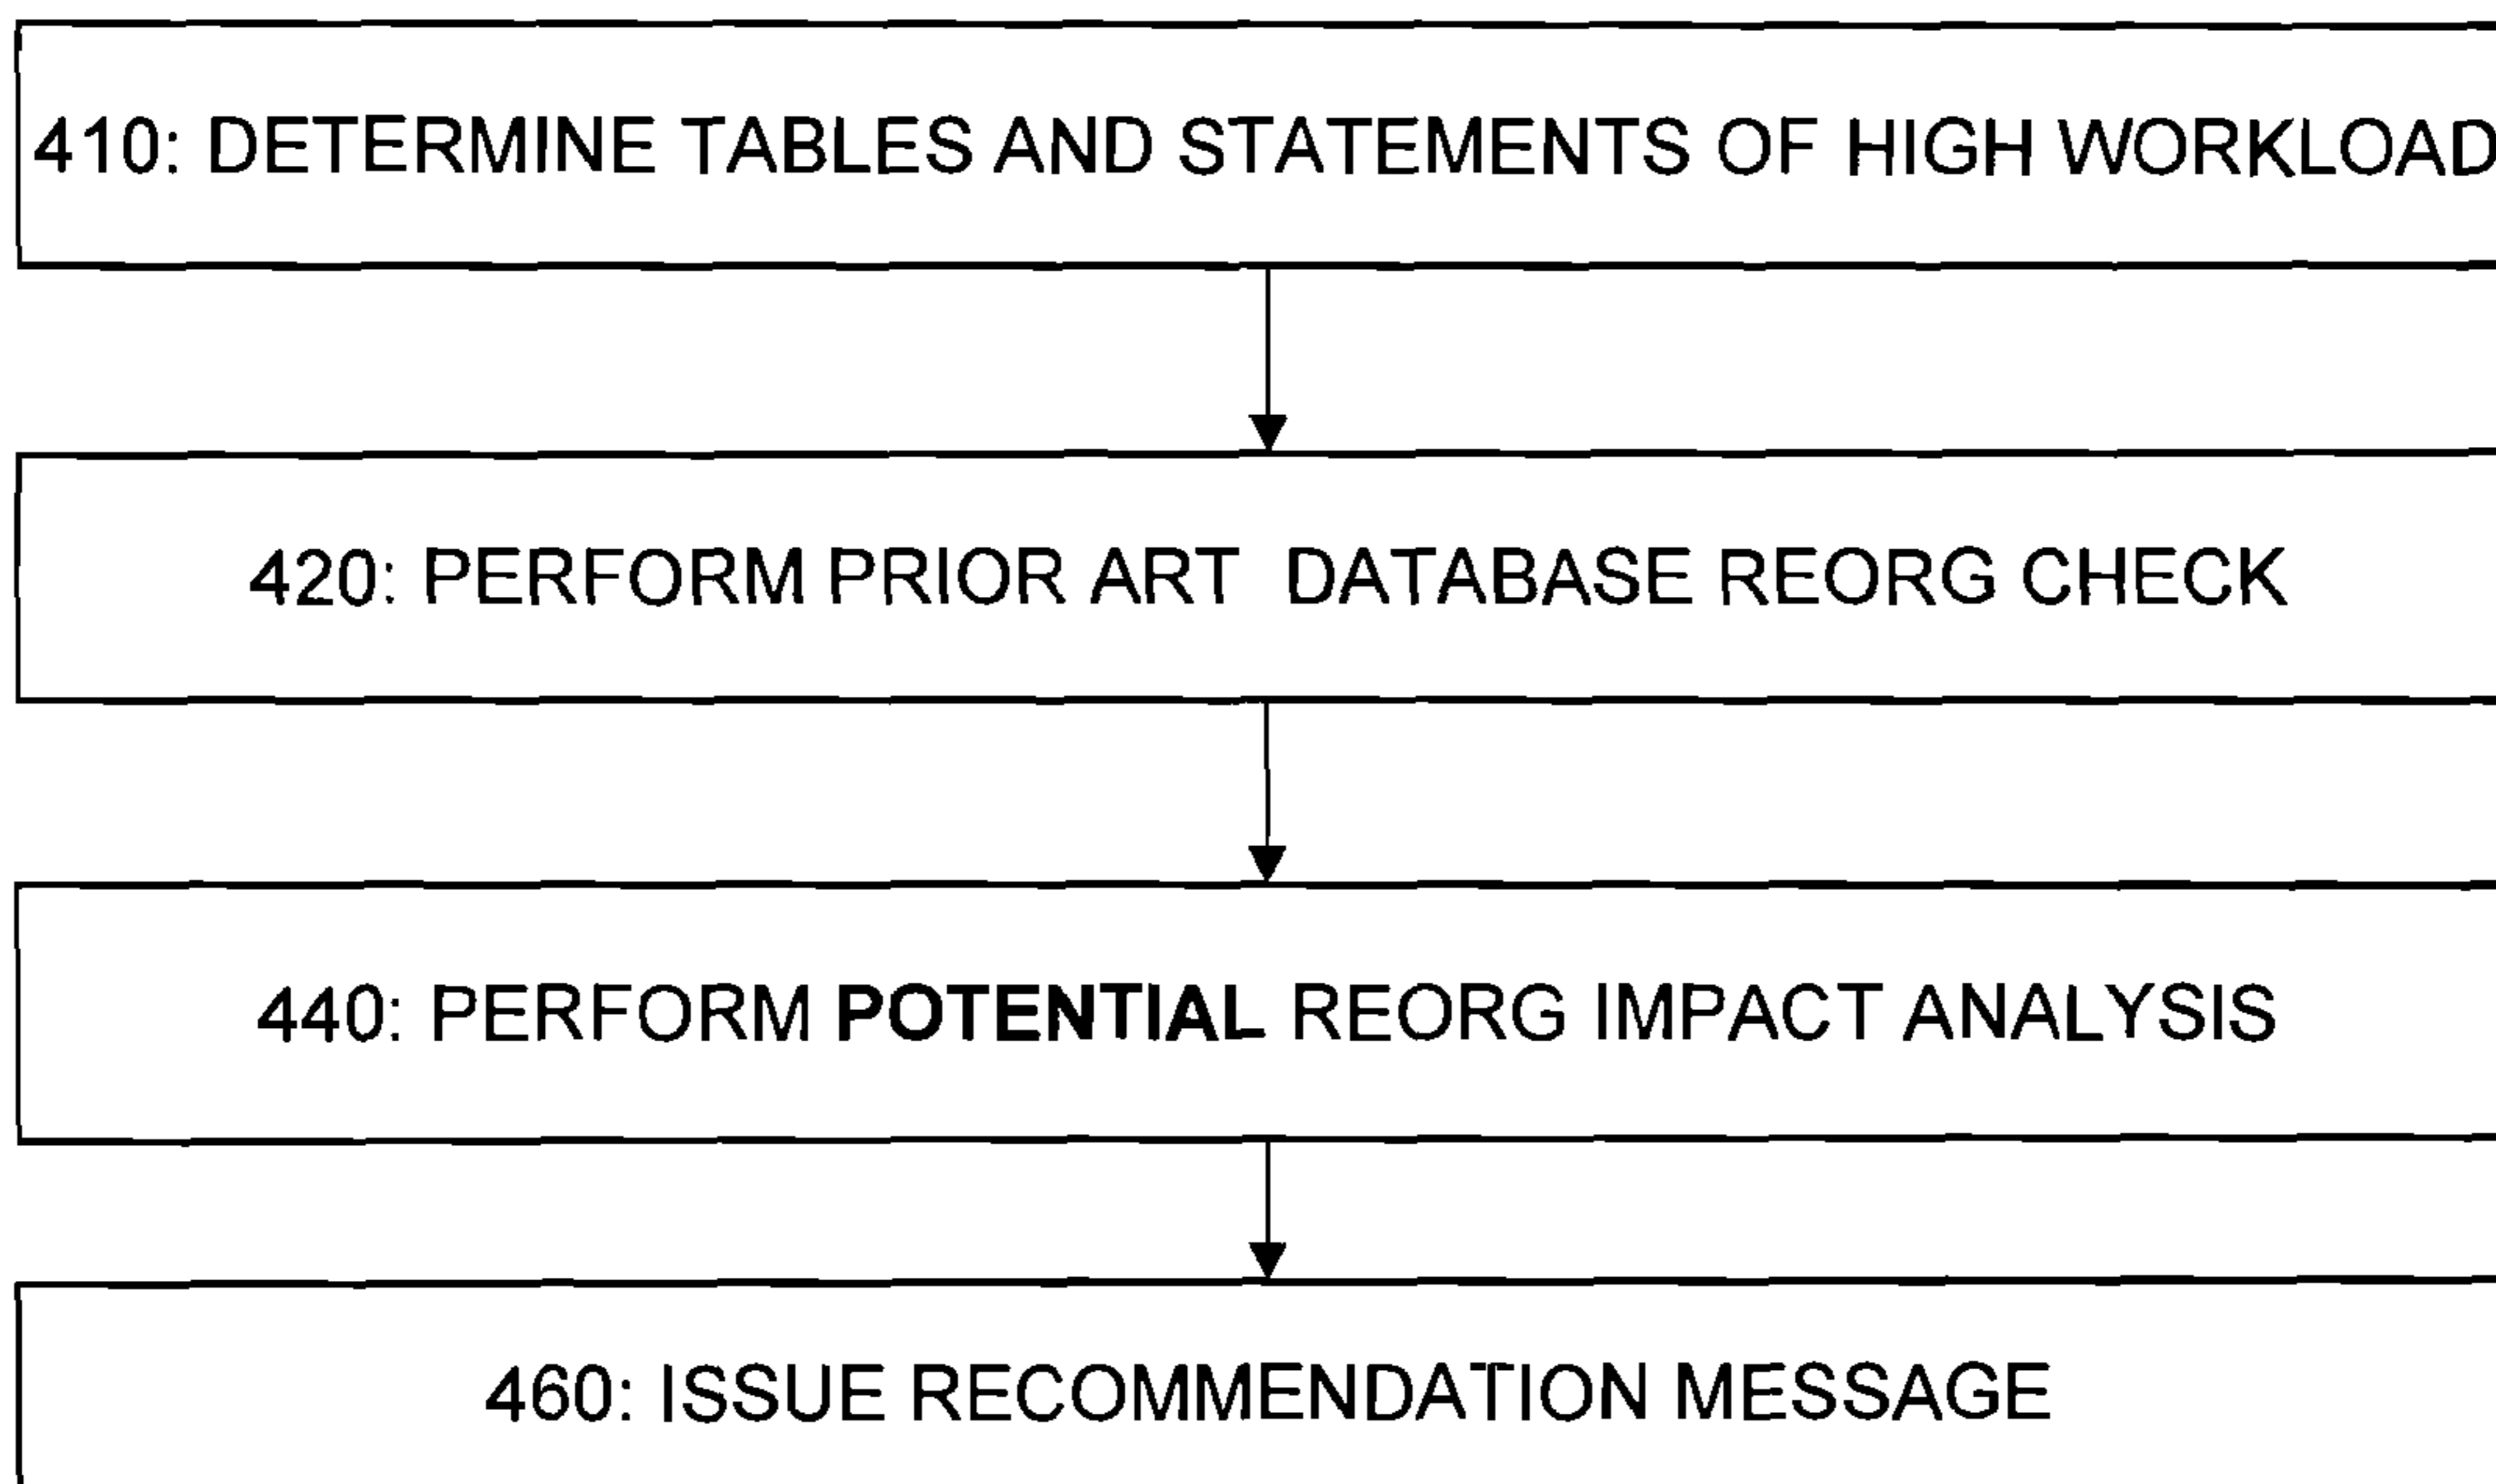 410: DETERMINE TABLES AND STATEMENTS OF HIGH WORKLOAD
420: PERFORM PRIOR ART DATABASE REORG CHECK
440: PERFORM POTENTIAL REORG IMPACT ANALYSIS
460: ISSUE RECOMMENDATION MESSAGE